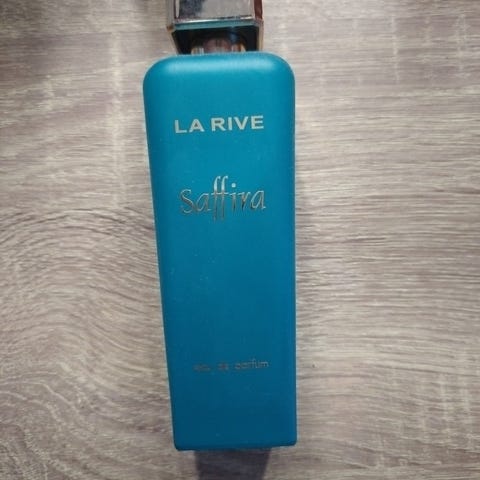 LA RIVE
Saffira
eau de parfum